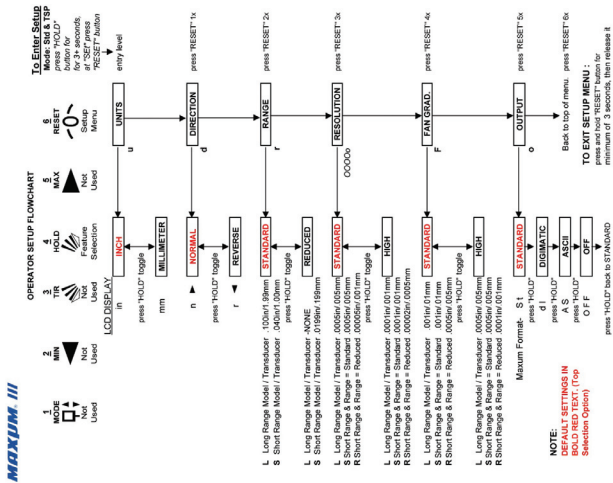 MAXµM. III
OPERATOR SETUP FLOWCHART
1
MODE
Not
Used
2
MIN
Not
Used
3
TIR
Not
Used
4
HOLD
Feature
Selection
5
MAX
Not
Used
6
RESET
Setup
Menu
To Enter Setup
Mode: Std & TSP
press "HOLD"
button for
for 3+ seconds,
at "SEt" press
"RESET" button
LCD DISPLAY
in
INCH
u
UNITS
entry level
press "HOLD" toggle
mm
MILLIMETER
n
NORMAL
d
DIRECTION
press "RESET" 1x
press "HOLD" toggle
r
REVERSE
L Long Range Model / Transducer .100in/1.99mm
S Short Range Model / Transducer .040in/1.00mm
STANDARD
r
RANGE
press "RESET" 2x
press "HOLD" toggle
L Long Range Model / Transducer -NONE
S Short Range Model / Transducer .0199in/.199mm
REDUCED
L Long Range Model / Transducer .0005in/.005mm
S Short Range & Range = Standard .0005in/.005mm
R Short Range & Range = Reduced .00005in/.001mm
STANDARD
RESOLUTION
press "RESET" 3x
OOOOo
press "HOLD" toggle
L Long Range Model / Transducer .0001in/.001mm
S Short Range & Range = Standard .0001in/.001mm
R Short Range & Range = Reduced .00002in/.0005mm
HIGH
L Long Range Model / Transducer .001in/.01mm
S Short Range & Range = Standard .001in/.01mm
R Short Range & Range = Reduced .0005in/.005mm
STANDARD
F
FAN GRAD.
press "RESET" 4x
press "HOLD" toggle
L Long Range Model / Transducer .0005in/.005mm
S Short Range & Range = Standard .0005in/.005mm
R Short Range & Range = Reduced .0005in/.005mm
HIGH
Maxum Format- S t
STANDARD
o
OUTPUT
press "RESET" 5x
press "HOLD"
d I
DIGIMATIC
press "HOLD"
A S
ASCII
press "HOLD"
O F F
OFF
press "HOLD" back to STANDARD
Back to top of menu. press "RESET" 6x
TO EXIT SETUP MENU :
press and hold "RESET" button for
minimum of 3 seconds, then release it
NOTE:
DEFAULT SETTINGS IN
BOLD RED TEXT. (Top
Selection Option)